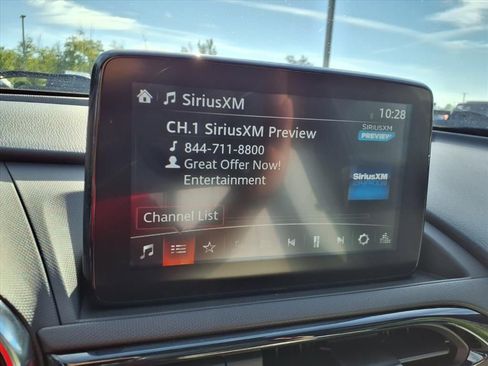 SiriusXM
10:28
CH.1 SiriusXM Preview
844-711-8800
Great Offer Now!
Entertainment
SIRIUSXM
PREVIEW
SiriusXM
Channel List